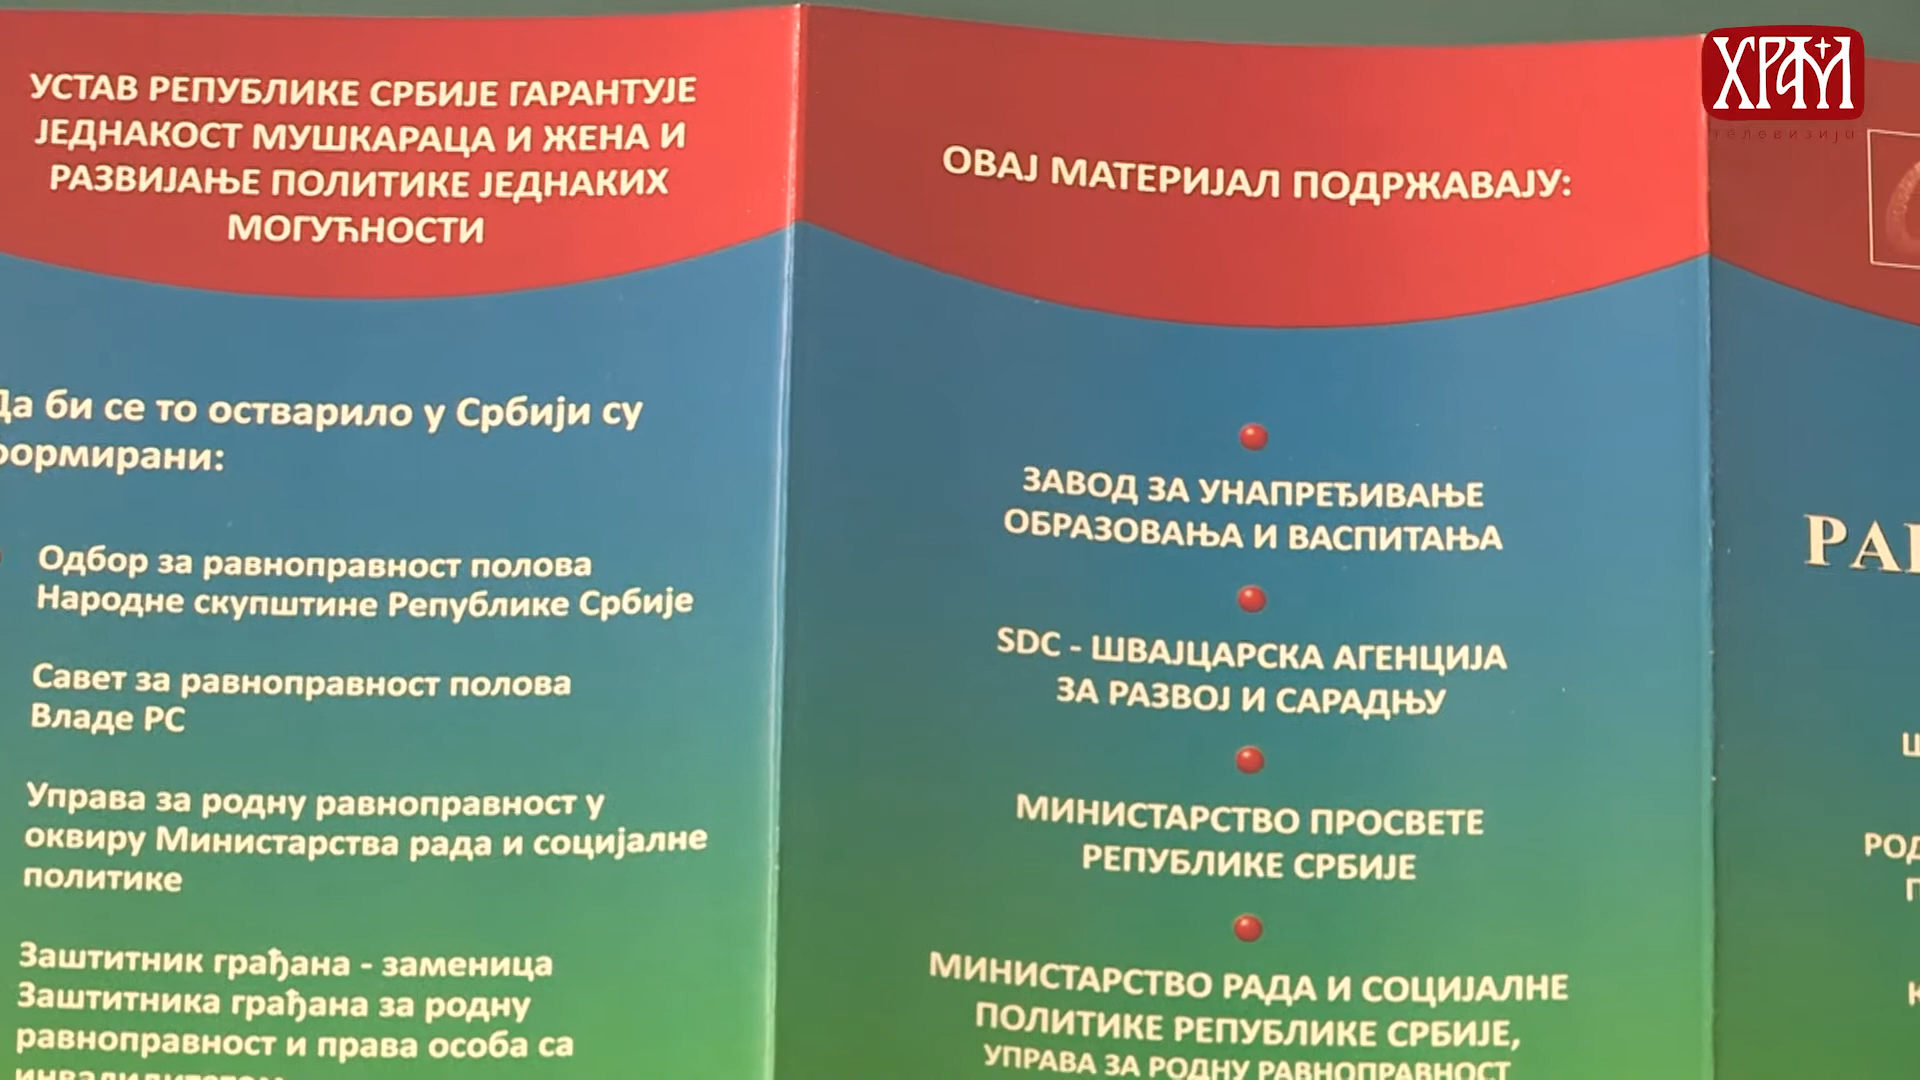 УСТАВ РЕПУБЛИКЕ СРБИЈЕ ГАРАНТУЈЕ
ЈЕДНАКОСТ МУШКАРАЦА И ЖЕНА И
РАЗВИЈАЊЕ ПОЛИТИКЕ ЈЕДНАКИХ
МОГУЋНОСТИ
Да би се то остварило у Србији су
формирани:
Одбор за равноправност полова
Народне скупштине Републике Србије
Савет за равноправност полова
Владе РС
Управа за родну равноправност у
оквиру Министарства рада и социјалне
политике
Заштитник грађана - заменица
Заштитника грађана за родну
равноправност и права особа са
ОВАЈ МАТЕРИЈАЛ ПОДРЖАВАЈУ:
ЗАВОД ЗА УНАПРЕЂИВАЊЕ
ОБРАЗОВАЊА И ВАСПИТАЊА
SDC - ШВАЈЦАРСКА АГЕНЦИЈА
ЗА РАЗВОЈ И САРАДЊУ
МИНИСТАРСТВО ПРОСВЕТЕ
РЕПУБЛИКЕ СРБИЈЕ
МИНИСТАРСТВО РАДА И СОЦИЈАЛНЕ
ПОЛИТИКЕ РЕПУБЛИКЕ СРБИЈЕ,
УПРАВА ЗА РОДНУ РАВНОПРАВНОСТ
ХРАМ
телевизија